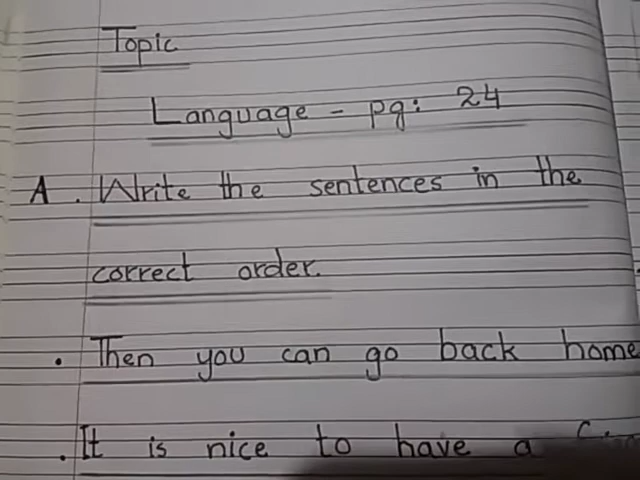 Topic
Language - pg: 24
A. Write the sentences in the
correct order.
• Then you can go back home
. It is nice to have a